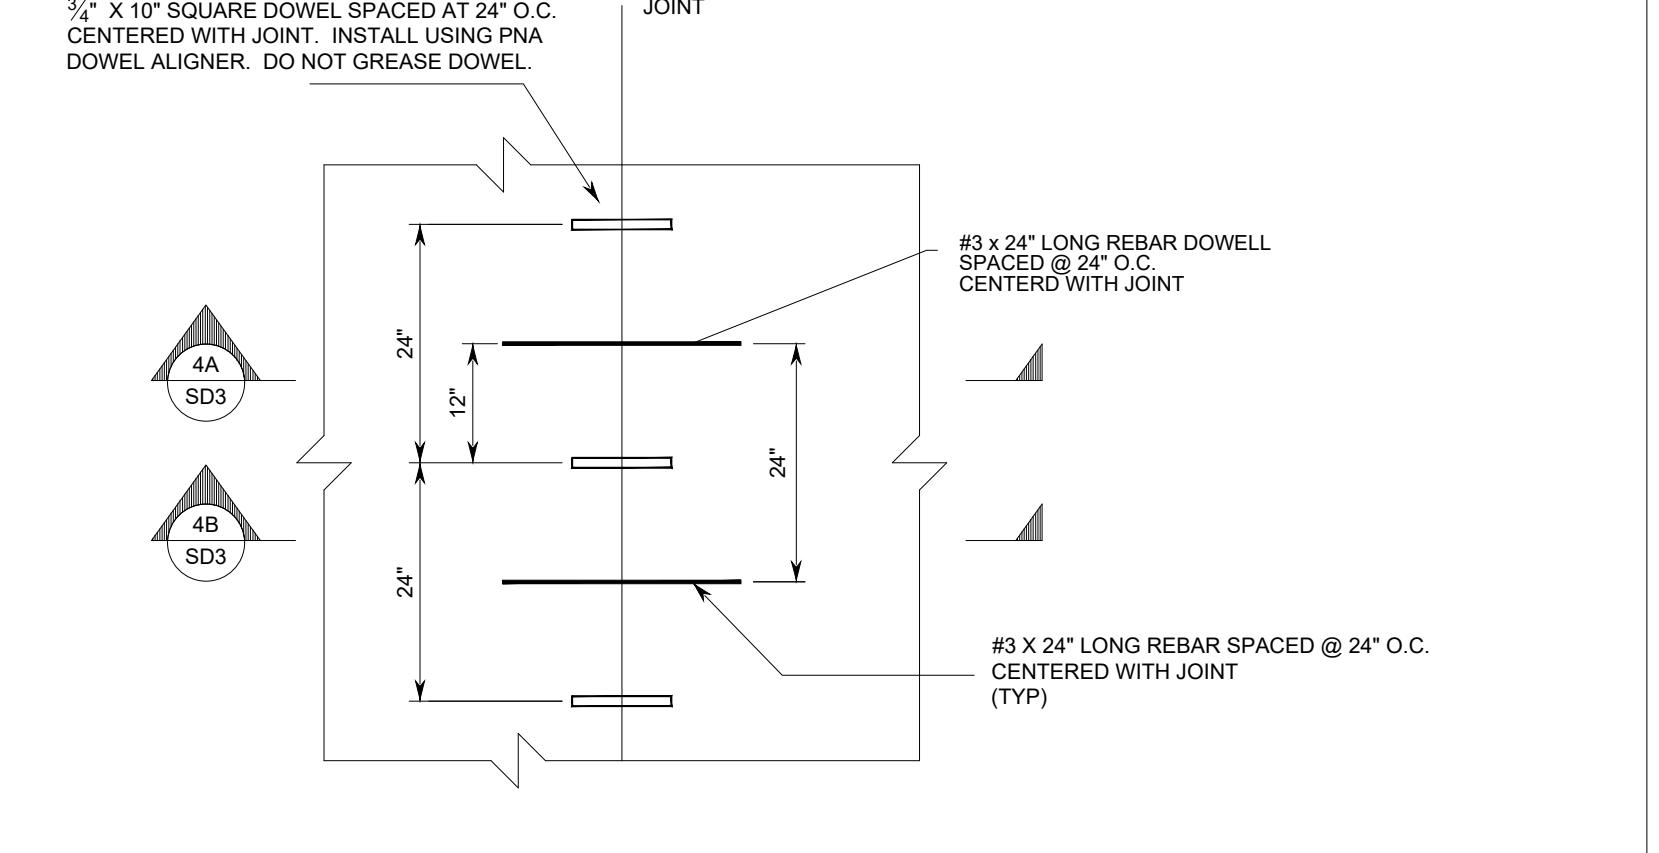 3/4" X 10" SQUARE DOWEL SPACED AT 24" O.C.
CENTERED WITH JOINT. INSTALL USING PNA
DOWEL ALIGNER. DO NOT GREASE DOWEL.
JOINT
#3 x 24" LONG REBAR DOWELL
SPACED @ 24" O.C.
CENTERD WITH JOINT
24"
12"
24"
24"
4A
SD3
4B
SD3
#3 X 24" LONG REBAR SPACED @ 24" O.C.
CENTERED WITH JOINT
(TYP)